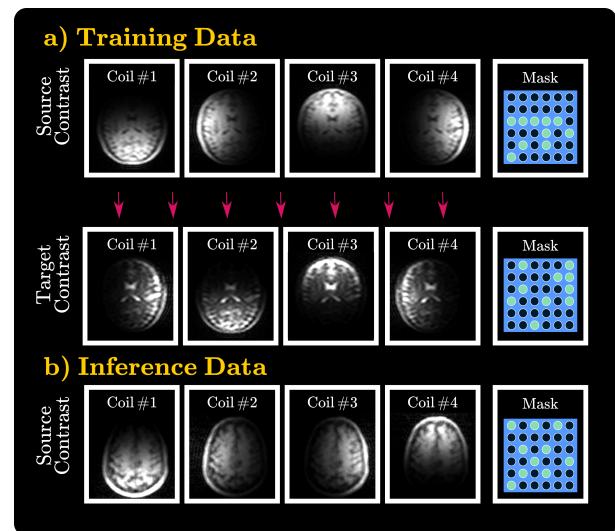 a) Training Data
Source
Contrast
Coil #1
Coil #2
Coil #3
Coil #4
Mask
Target
Contrast
Coil #1
Coil #2
Coil #3
Coil #4
Mask
b) Inference Data
Source
Contrast
Coil #1
Coil #2
Coil #3
Coil #4
Mask